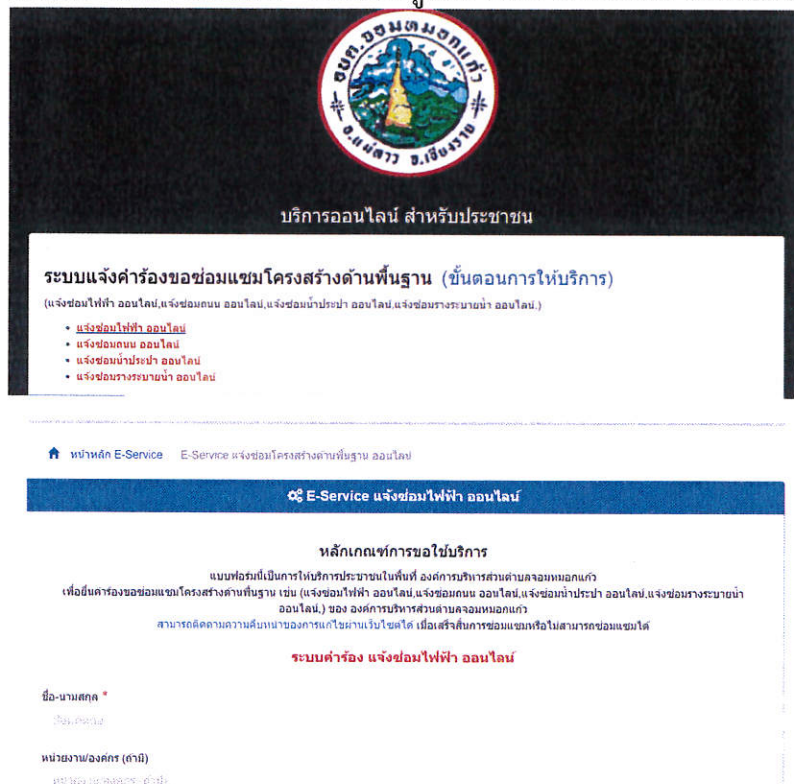 อบต.จอมหมอกแก้ว
อ.แม่ลาว จ.เชียงราย
บริการออนไลน์ สำหรับประชาชน
ระบบแจ้งคำร้องขอซ่อมแซมโครงสร้างด้านพื้นฐาน (ขั้นตอนการให้บริการ)
(แจ้งซ่อมไฟฟ้า ออนไลน์,แจ้งซ่อมถนน ออนไลน์,แจ้งซ่อมน้ำประปา ออนไลน์,แจ้งซ่อมรางระบายน้ำ ออนไลน์,)
• แจ้งซ่อมไฟฟ้า ออนไลน์
• แจ้งซ่อมถนน ออนไลน์
• แจ้งซ่อมน้ำประปา ออนไลน์
• แจ้งซ่อมรางระบายน้ำ ออนไลน์
หน้าหลัก E-Service E-Service แจ้งซ่อมโครงสร้างด้านพื้นฐาน ออนไลน์
E-Service แจ้งซ่อมไฟฟ้า ออนไลน์
หลักเกณฑ์การขอใช้บริการ
แบบฟอร์มนี้เป็นการให้บริการประชาชนในพื้นที่ องค์การบริหารส่วนตำบลจอมหมอกแก้ว
เพื่อยื่นคำร้องขอซ่อมแซมโครงสร้างด้านพื้นฐาน เช่น (แจ้งซ่อมไฟฟ้า ออนไลน์,แจ้งซ่อมถนน ออนไลน์,แจ้งซ่อมน้ำประปา ออนไลน์,แจ้งซ่อมรางระบายน้ำ
ออนไลน์,) ของ องค์การบริหารส่วนตำบลจอมหมอกแก้ว
สามารถติดตามความคืบหน้าของการแก้ไขผ่านเว็บไซต์ได้ เมื่อเสร็จสิ้นการซ่อมแซมหรือไม่สามารถซ่อมแซมได้
ระบบคำร้อง แจ้งซ่อมไฟฟ้า ออนไลน์
ชื่อ-นามสกุล *
หน่วยงาน/องค์กร (ถ้ามี)
หน่วยงาน/องค์กร (ถ้ามี)